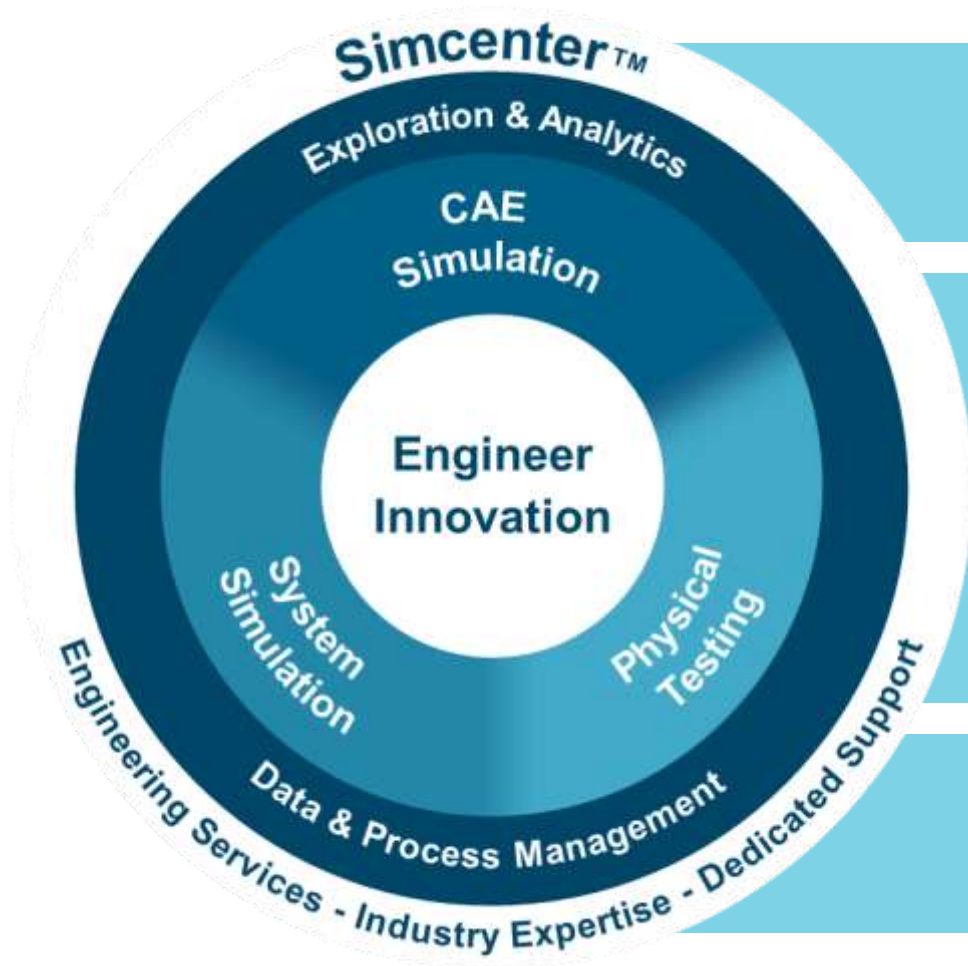 Simcenter™
Exploration & Analytics
CAE
Simulation
Engineer
Innovation
System
Simulation
Physical
Testing
Data & Process Management
Engineering Services - Industry Expertise - Dedicated Support